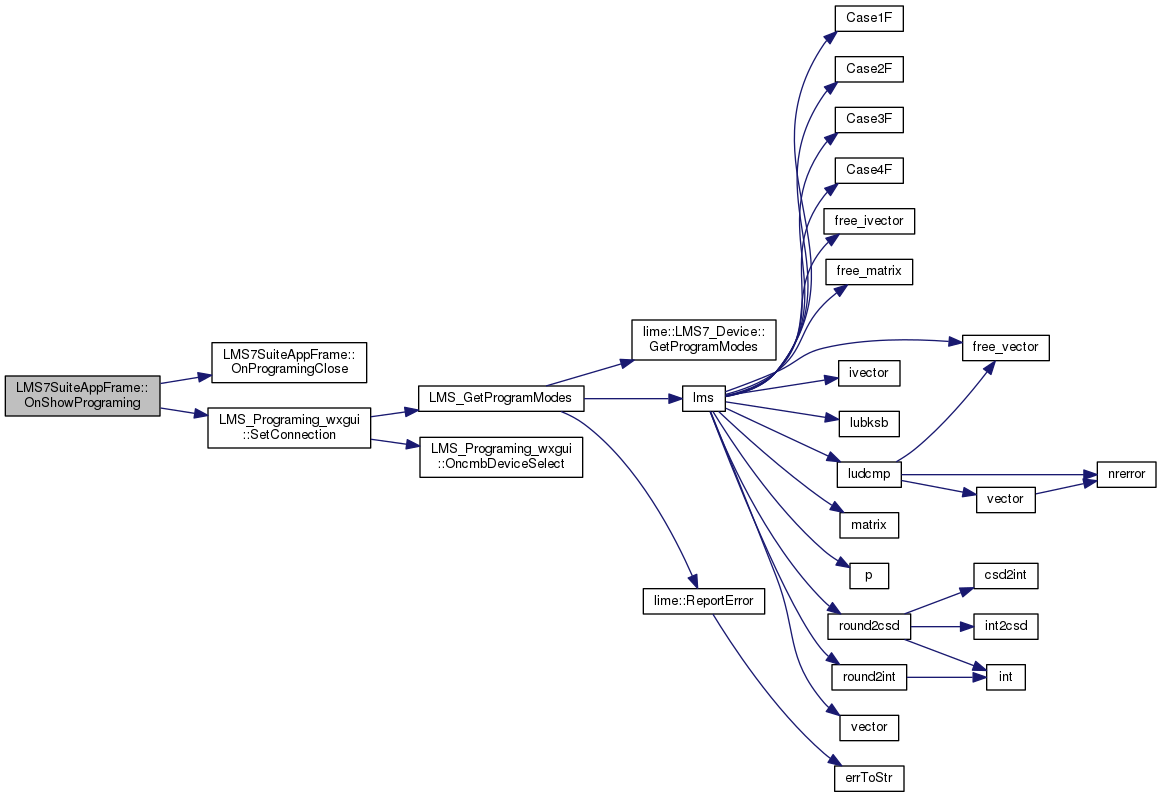 LMS7SuiteAppFrame::
OnShowPrograming
LMS7SuiteAppFrame::
OnProgramingClose
LMS_Programing_wxgui
::SetConnection
LMS_GetProgramModes
LMS_Programing_wxgui
::OncmbDeviceSelect
lime::LMS7_Device::
GetProgramModes
lms
lime::ReportError
Case1F
Case2F
Case3F
Case4F
free_ivector
free_matrix
free_vector
ivector
lubksb
ludcmp
nrerror
vector
matrix
p
csd2int
round2csd
int2csd
round2int
int
vector
errToStr